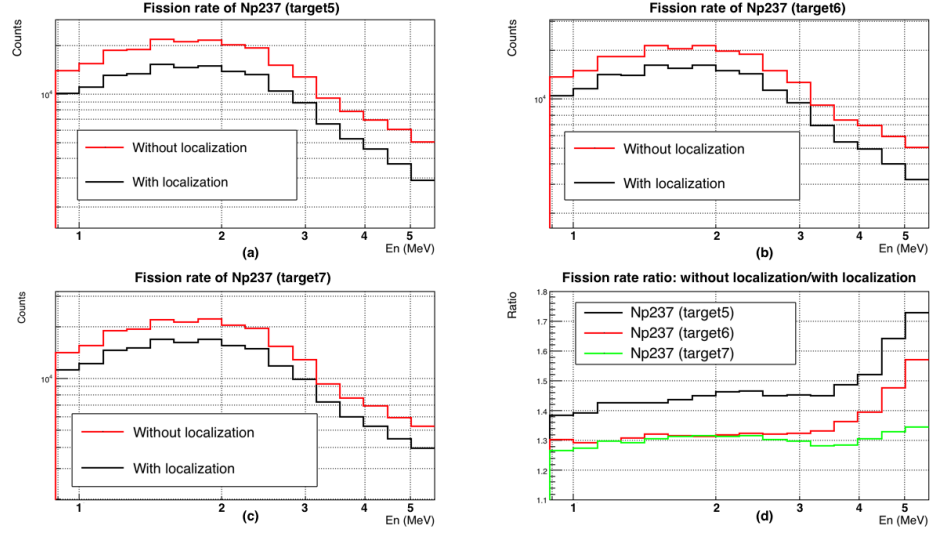 Fission rate of Np237 (target5)
Counts
10⁴
Without localization
With localization
1 2 3 4 5
En (MeV)
(a)
Fission rate of Np237 (target6)
Counts
10⁴
Without localization
With localization
1 2 3 4 5
En (MeV)
(b)
Fission rate of Np237 (target7)
Counts
10⁴
Without localization
With localization
1 2 3 4 5
En (MeV)
(c)
Fission rate ratio: without localization/with localization
Ratio
1.8
1.7
1.6
1.5
1.4
1.3
1.2
1.1
Np237 (target5)
Np237 (target6)
Np237 (target7)
1 2 3 4 5
En (MeV)
(d)